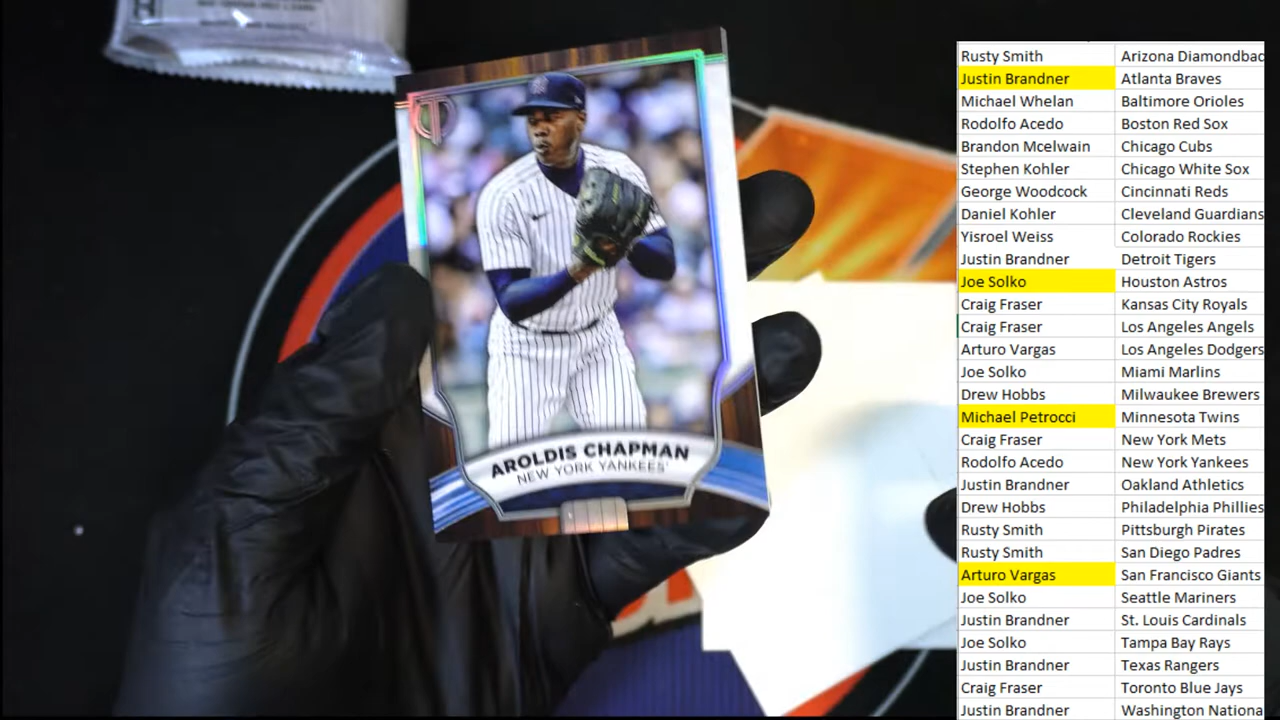 AROLDIS CHAPMAN
NEW YORK YANKEES
Rusty Smith Arizona Diamondbac
Justin Brandner Atlanta Braves
Michael Whelan Baltimore Orioles
Rodolfo Acedo Boston Red Sox
Brandon Mcelwain Chicago Cubs
Stephen Kohler Chicago White Sox
George Woodcock Cincinnati Reds
Daniel Kohler Cleveland Guardians
Yisroel Weiss Colorado Rockies
Justin Brandner Detroit Tigers
Joe Solko Houston Astros
Craig Fraser Kansas City Royals
Craig Fraser Los Angeles Angels
Arturo Vargas Los Angeles Dodgers
Joe Solko Miami Marlins
Drew Hobbs Milwaukee Brewers
Michael Petrocci Minnesota Twins
Craig Fraser New York Mets
Rodolfo Acedo New York Yankees
Justin Brandner Oakland Athletics
Drew Hobbs Philadelphia Phillies
Rusty Smith Pittsburgh Pirates
Rusty Smith San Diego Padres
Arturo Vargas San Francisco Giants
Joe Solko Seattle Mariners
Justin Brandner St. Louis Cardinals
Joe Solko Tampa Bay Rays
Justin Brandner Texas Rangers
Craig Fraser Toronto Blue Jays
Justin Brandner Washington Nationa